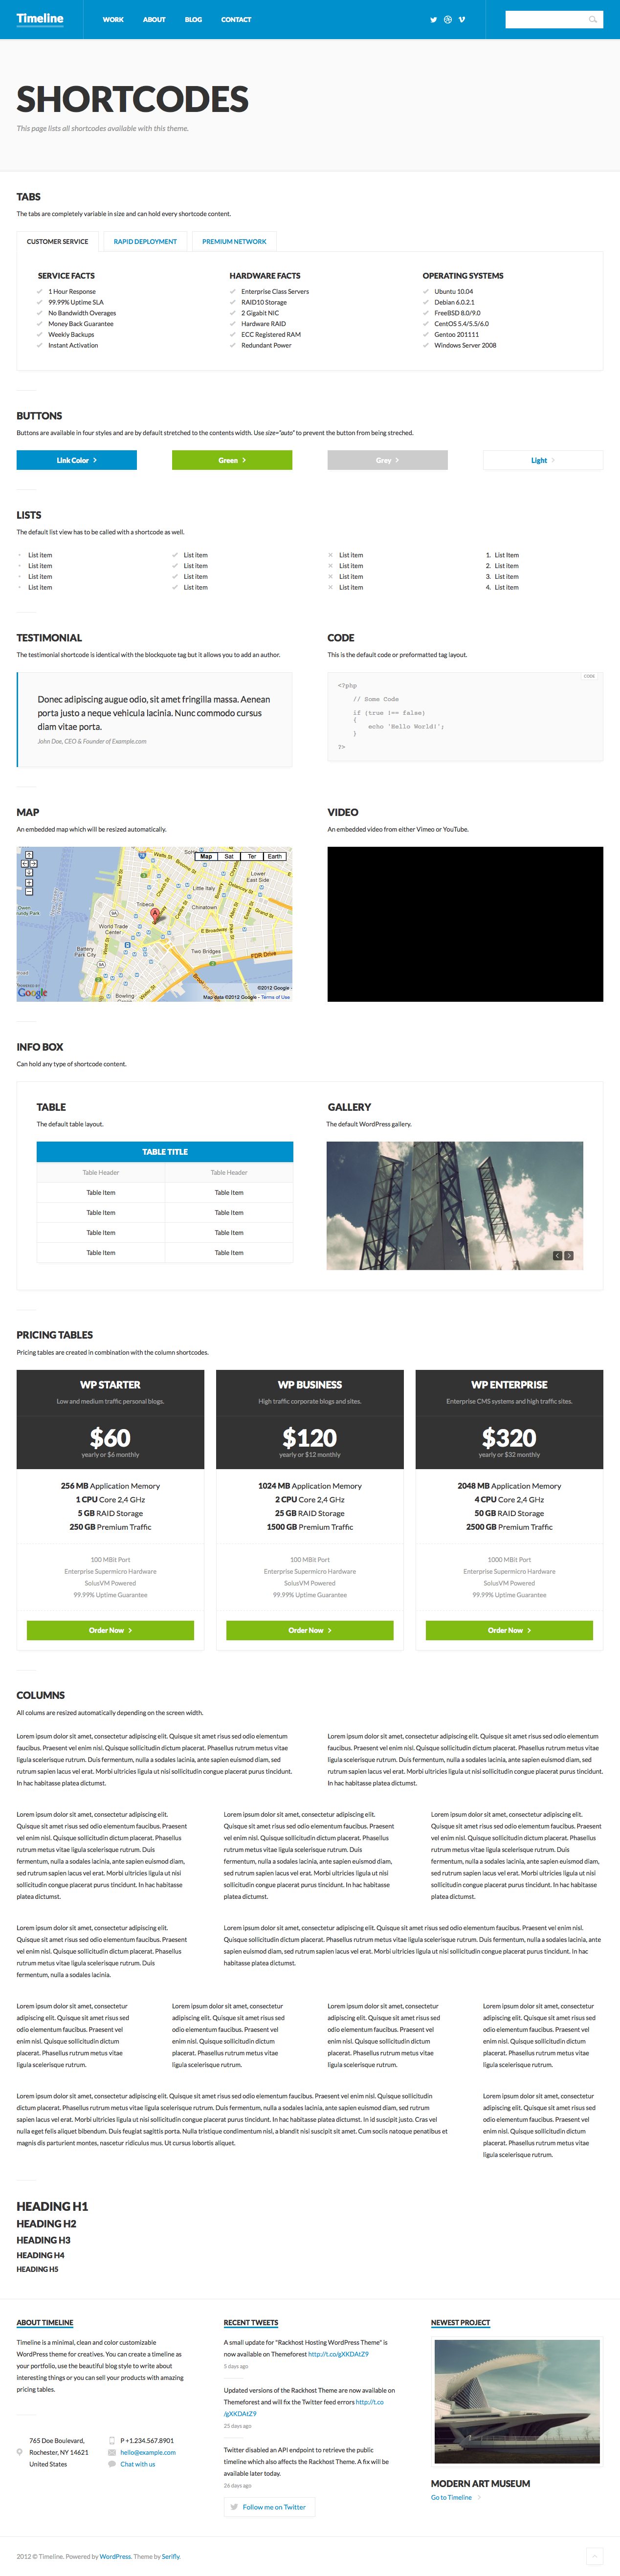 Timeline
WORK ABOUT BLOG CONTACT
SHORTCODES
This page lists all shortcodes available with this theme.
TABS
The tabs are completely variable in size and can hold every shortcode content.
CUSTOMER SERVICE RAPID DEPLOYMENT PREMIUM NETWORK
SERVICE FACTS
1 Hour Response
99.99% Uptime SLA
No Bandwidth Overages
Money Back Guarantee
Weekly Backups
Instant Activation
HARDWARE FACTS
Enterprise Class Servers
RAID10 Storage
2 Gigabit NIC
Hardware RAID
ECC Registered RAM
Redundant Power
OPERATING SYSTEMS
Ubuntu 10.04
Debian 6.0.2.1
FreeBSD 8.0/9.0
CentOS 5.4/5.5/6.0
Gentoo 201111
Windows Server 2008
BUTTONS
Buttons are available in four styles and are by default stretched to the contents width. Use size="auto" to prevent the button from being streched.
Link Color
Green
Grey
Light
LISTS
The default list view has to be called with a shortcode as well.
List item
List item
List item
List item
List item
List item
List item
List item
List item
List item
List item
List item
1. List Item
2. List item
3. List item
4. List item
TESTIMONIAL
The testimonial shortcode is identical with the blockquote tag but it allows you to add an author.
Donec adipiscing augue odio, sit amet fringilla massa. Aenean
porta justo a neque vehicula lacinia. Nunc commodo cursus
diam vitae porta.
John Doe, CEO & Founder of Example.com
CODE
This is the default code or preformatted tag layout.
CODE
<?php
// Some Code
if (true !== false)
{
echo 'Hello World!';
}
?>
MAP
An embedded map which will be resized automatically.
Map Sat Ter Earth
Lower
East Side
Little Italy
Tribeca
Chinatown
World Trade
Center
Two Bridges
Battery
Park City
FDR Drive
Bowling
POWERED BY
Google
©2012 Google -
Map data ©2012 Google - Terms of Use
VIDEO
An embedded video from either Vimeo or YouTube.
INFO BOX
Can hold any type of shortcode content.
TABLE
The default table layout.
TABLE TITLE
Table Header Table Header
Table Item Table Item
Table Item Table Item
Table Item Table Item
Table Item Table Item
GALLERY
The default WordPress gallery.
PRICING TABLES
Pricing tables are created in combination with the column shortcodes.
WP STARTER
Low and medium traffic personal blogs.
$60
yearly or $6 monthly
256 MB Application Memory
1 CPU Core 2,4 GHz
5 GB RAID Storage
250 GB Premium Traffic
100 MBit Port
Enterprise Supermicro Hardware
SolusVM Powered
99.99% Uptime Guarantee
Order Now
WP BUSINESS
High traffic corporate blogs and sites.
$120
yearly or $12 monthly
1024 MB Application Memory
2 CPU Core 2,4 GHz
25 GB RAID Storage
1500 GB Premium Traffic
100 MBit Port
Enterprise Supermicro Hardware
SolusVM Powered
99.99% Uptime Guarantee
Order Now
WP ENTERPRISE
Enterprise CMS systems and high traffic sites.
$320
yearly or $32 monthly
2048 MB Application Memory
4 CPU Core 2,4 GHz
50 GB RAID Storage
2500 GB Premium Traffic
1000 MBit Port
Enterprise Supermicro Hardware
SolusVM Powered
99.99% Uptime Guarantee
Order Now
COLUMNS
All colums are resized automatically depending on the screen width.
Lorem ipsum dolor sit amet, consectetur adipiscing elit. Quisque sit amet risus sed odio elementum
faucibus. Praesent vel enim nisl. Quisque sollicitudin dictum placerat. Phasellus rutrum metus vitae
ligula scelerisque rutrum. Duis fermentum, nulla a sodales lacinia, ante sapien euismod diam, sed
rutrum sapien lacus vel erat. Morbi ultricies ligula ut nisl sollicitudin congue placerat purus tincidunt.
In hac habitasse platea dictumst.
Lorem ipsum dolor sit amet, consectetur adipiscing elit. Quisque sit amet risus sed odio elementum
faucibus. Praesent vel enim nisl. Quisque sollicitudin dictum placerat. Phasellus rutrum metus vitae
ligula scelerisque rutrum. Duis fermentum, nulla a sodales lacinia, ante sapien euismod diam, sed
rutrum sapien lacus vel erat. Morbi ultricies ligula ut nisl sollicitudin congue placerat purus tincidunt.
In hac habitasse platea dictumst.
Lorem ipsum dolor sit amet, consectetur adipiscing elit.
Quisque sit amet risus sed odio elementum faucibus. Praesent
vel enim nisl. Quisque sollicitudin dictum placerat. Phasellus
rutrum metus vitae ligula scelerisque rutrum. Duis
fermentum, nulla a sodales lacinia, ante sapien euismod diam,
sed rutrum sapien lacus vel erat. Morbi ultricies ligula ut nisl
sollicitudin congue placerat purus tincidunt. In hac habitasse
platea dictumst.
Lorem ipsum dolor sit amet, consectetur adipiscing elit.
Quisque sit amet risus sed odio elementum faucibus. Praesent
vel enim nisl. Quisque sollicitudin dictum placerat. Phasellus
rutrum metus vitae ligula scelerisque rutrum. Duis
fermentum, nulla a sodales lacinia, ante sapien euismod diam,
sed rutrum sapien lacus vel erat. Morbi ultricies ligula ut nisl
sollicitudin congue placerat purus tincidunt. In hac habitasse
platea dictumst.
Lorem ipsum dolor sit amet, consectetur adipiscing elit.
Quisque sit amet risus sed odio elementum faucibus. Praesent
vel enim nisl. Quisque sollicitudin dictum placerat. Phasellus
rutrum metus vitae ligula scelerisque rutrum. Duis
fermentum, nulla a sodales lacinia, ante sapien euismod diam,
sed rutrum sapien lacus vel erat. Morbi ultricies ligula ut nisl
sollicitudin congue placerat purus tincidunt. In hac habitasse
platea dictumst.
Lorem ipsum dolor sit amet, consectetur adipiscing elit.
Quisque sit amet risus sed odio elementum faucibus. Praesent
vel enim nisl. Quisque sollicitudin dictum placerat. Phasellus
rutrum metus vitae ligula scelerisque rutrum. Duis
fermentum, nulla a sodales lacinia.
Lorem ipsum dolor sit amet, consectetur adipiscing elit. Quisque sit amet risus sed odio elementum faucibus. Praesent vel enim nisl.
Quisque sollicitudin dictum placerat. Phasellus rutrum metus vitae ligula scelerisque rutrum. Duis fermentum, nulla a sodales lacinia, ante
sapien euismod diam, sed rutrum sapien lacus vel erat. Morbi ultricies ligula ut nisl sollicitudin congue placerat purus tincidunt. In hac
habitasse platea dictumst.
Lorem ipsum dolor sit amet, consectetur
adipiscing elit. Quisque sit amet risus sed
odio elementum faucibus. Praesent vel
enim nisl. Quisque sollicitudin dictum
placerat. Phasellus rutrum metus vitae
ligula scelerisque rutrum.
Lorem ipsum dolor sit amet, consectetur
adipiscing elit. Quisque sit amet risus sed
odio elementum faucibus. Praesent vel
enim nisl. Quisque sollicitudin dictum
placerat. Phasellus rutrum metus vitae
ligula scelerisque rutrum.
Lorem ipsum dolor sit amet, consectetur
adipiscing elit. Quisque sit amet risus sed
odio elementum faucibus. Praesent vel
enim nisl. Quisque sollicitudin dictum
placerat. Phasellus rutrum metus vitae
ligula scelerisque rutrum.
Lorem ipsum dolor sit amet, consectetur
adipiscing elit. Quisque sit amet risus sed
odio elementum faucibus. Praesent vel
enim nisl. Quisque sollicitudin dictum
placerat. Phasellus rutrum metus vitae
ligula scelerisque rutrum.
Lorem ipsum dolor sit amet, consectetur adipiscing elit. Quisque sit amet risus sed odio elementum faucibus. Praesent vel enim nisl. Quisque sollicitudin
dictum placerat. Phasellus rutrum metus vitae ligula scelerisque rutrum. Duis fermentum, nulla a sodales lacinia, ante sapien euismod diam, sed rutrum
sapien lacus vel erat. Morbi ultricies ligula ut nisl sollicitudin congue placerat purus tincidunt. In hac habitasse platea dictumst. In id suscipit justo. Cras vel
nulla eget felis aliquet bibendum. Duis feugiat sagittis porta. Nulla tristique condimentum nisl, a blandit nisi suscipit sit amet. Cum sociis natoque penatibus et
magnis dis parturient montes, nascetur ridiculus mus. Ut cursus lobortis aliquet.
Lorem ipsum dolor sit amet, consectetur
adipiscing elit. Quisque sit amet risus sed
odio elementum faucibus. Praesent vel
enim nisl. Quisque sollicitudin dictum
placerat. Phasellus rutrum metus vitae
ligula scelerisque rutrum.
HEADING H1
HEADING H2
HEADING H3
HEADING H4
HEADING H5
ABOUT TIMELINE
Timeline is a minimal, clean and color customizable
WordPress theme for creatives. You can create a timeline as
your portfolio, use the beautiful blog style to write about
interesting things or you can sell your products with amazing
pricing tables.
765 Doe Boulevard,
Rochester, NY 14621
United States
P +1.234.567.8901
hello@example.com
Chat with us
RECENT TWEETS
A small update for "Rackhost Hosting WordPress Theme" is
now available on Themeforest http://t.co/gXKDAtZ9
5 days ago
Updated versions of the Rackhost Theme are now available on
Themeforest and will fix the Twitter feed errors http://t.co
/gXKDAtZ9
25 days ago
Twitter disabled an API endpoint to retrieve the public
timeline which also affects the Rackhost Theme. A fix will be
available later today.
26 days ago
Follow me on Twitter
NEWEST PROJECT
MODERN ART MUSEUM
Go to Timeline
2012 © Timeline. Powered by WordPress. Theme by Serifly.